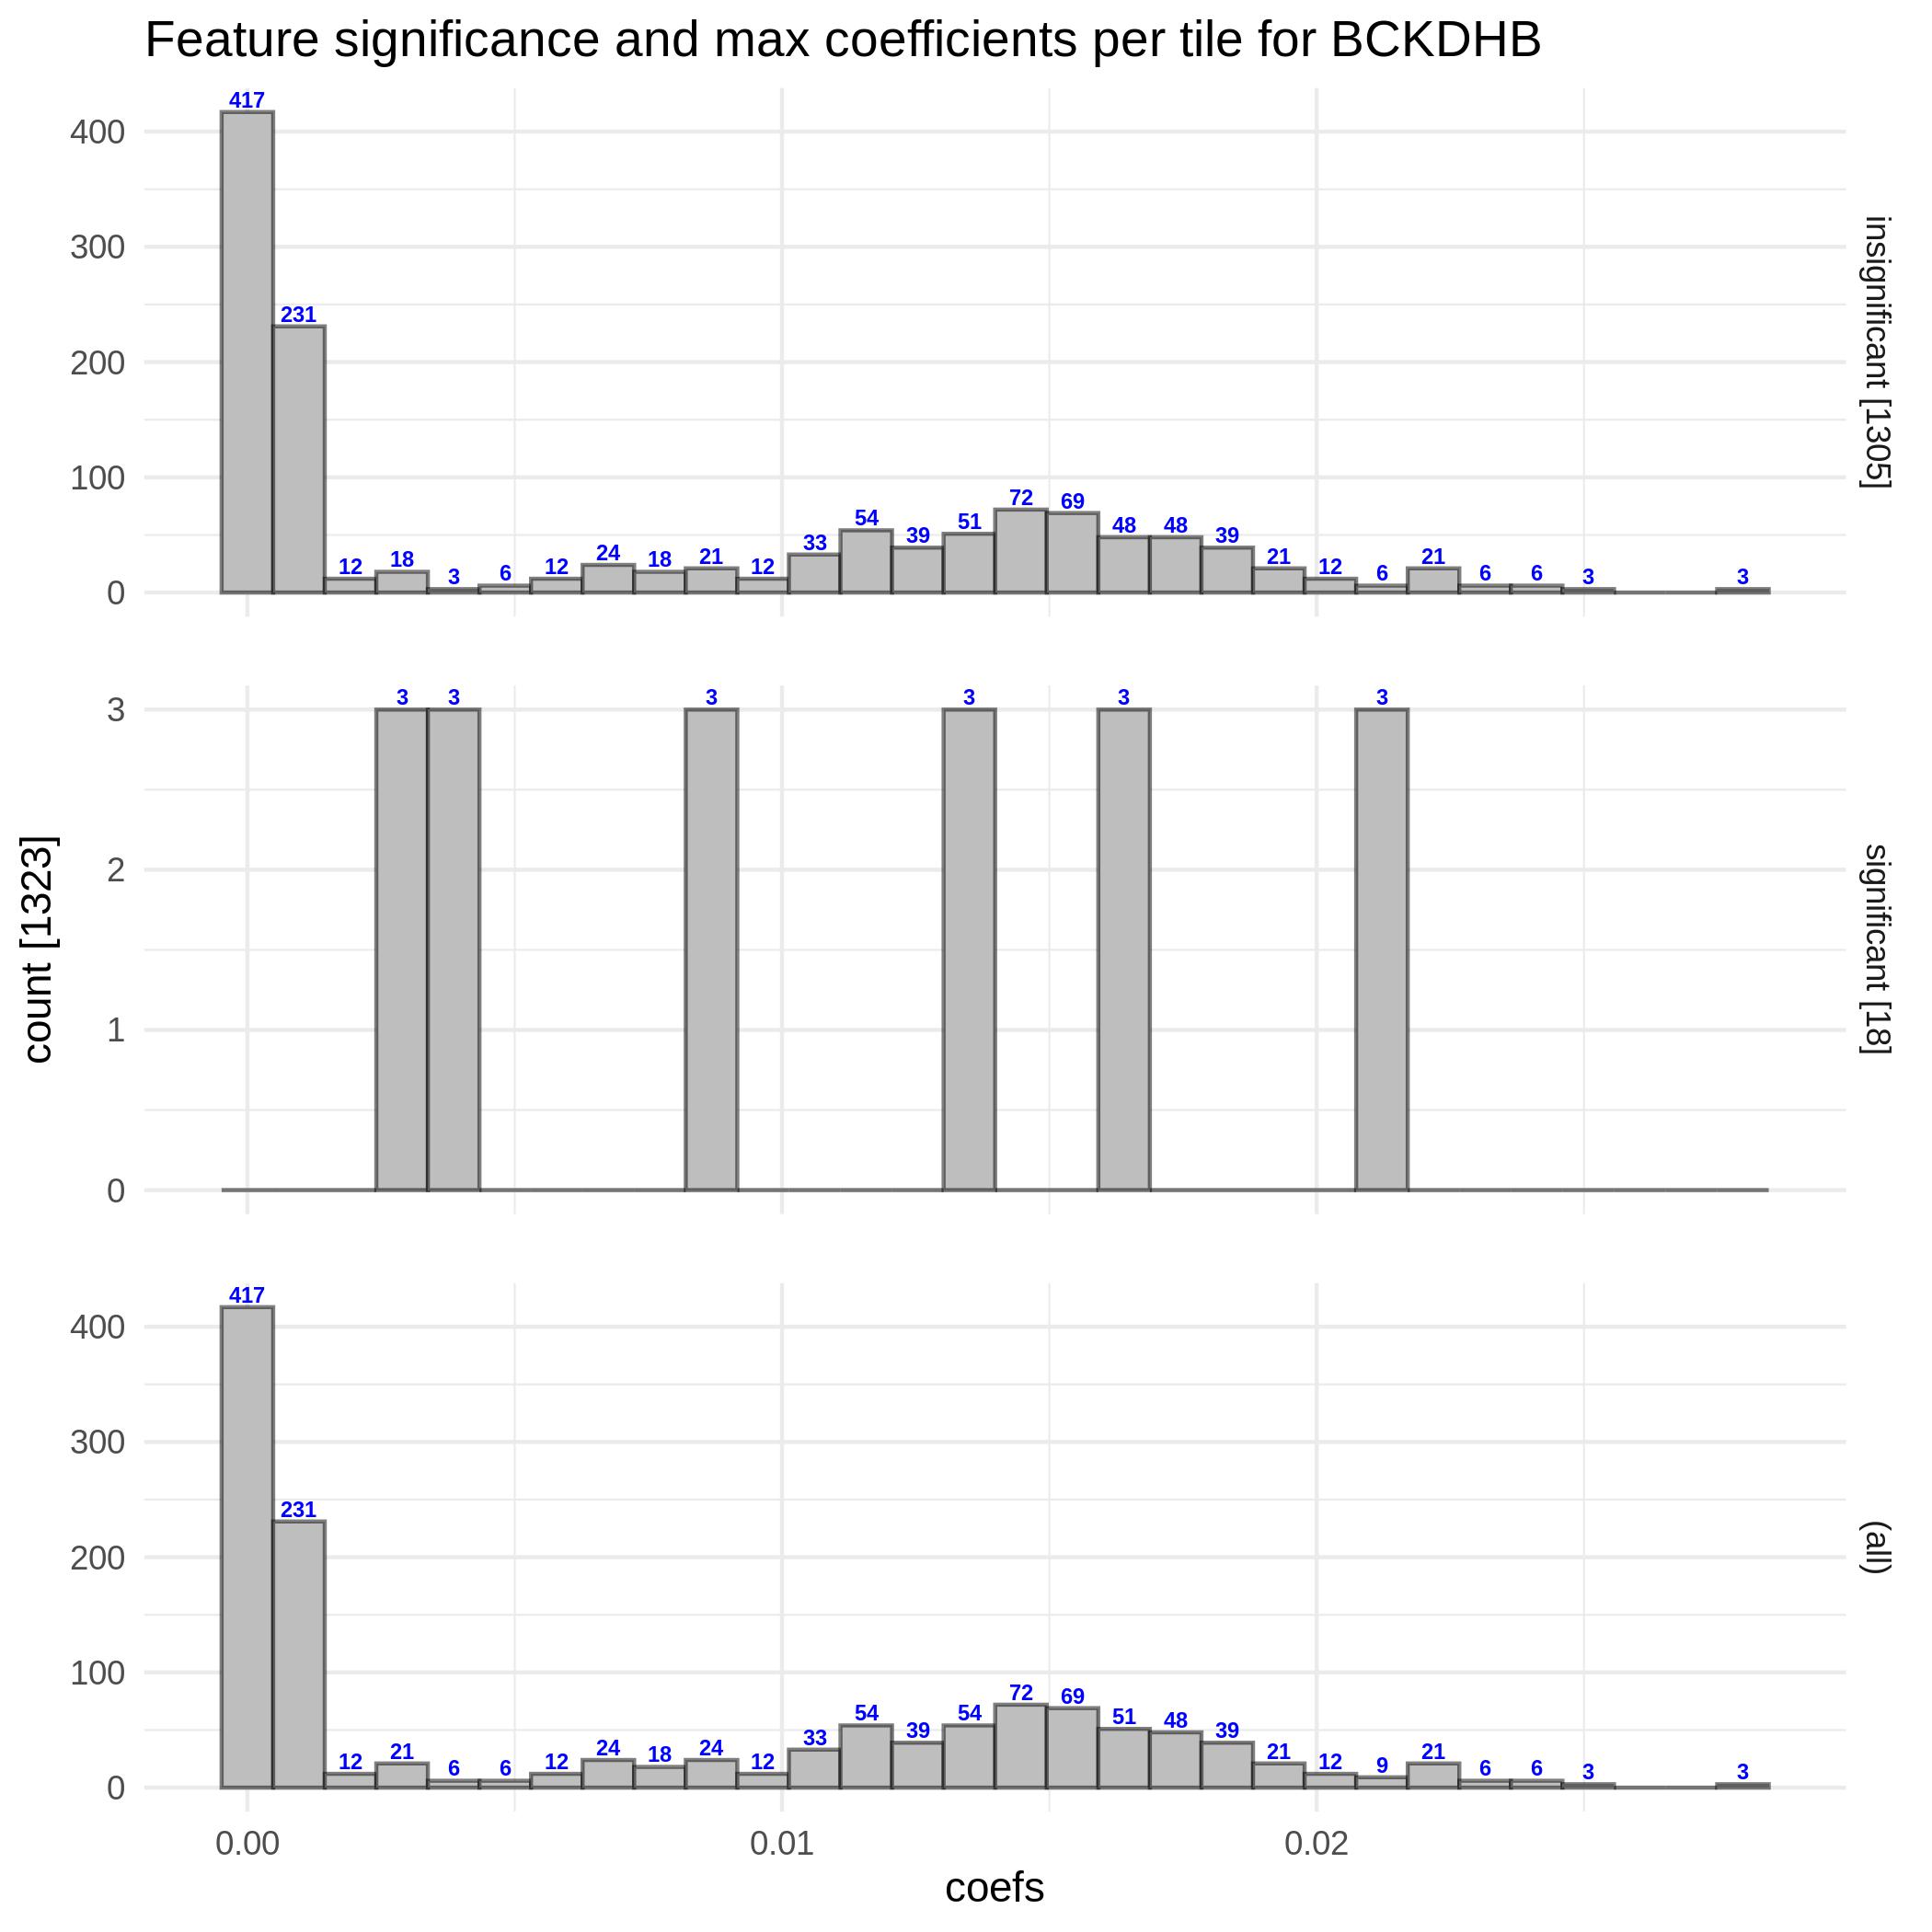 Feature significance and max coefficients per tile for BCKDHB
417
400
300
231
200
100
12 18 3 6 12 24 18 21 12 33 54 39 51 72 69 48 48 39 21 12 6 21 6 6 3 3
0
insignificant [1305]
3 3 3 3 3 3
3
2
1
0
significant [18]
count [1323]
417
400
300
231
200
100
12 21 6 6 12 24 18 24 12 33 54 39 54 72 69 51 48 39 21 12 9 21 6 6 3 3
0
(all)
0.00 0.01 0.02
coefs